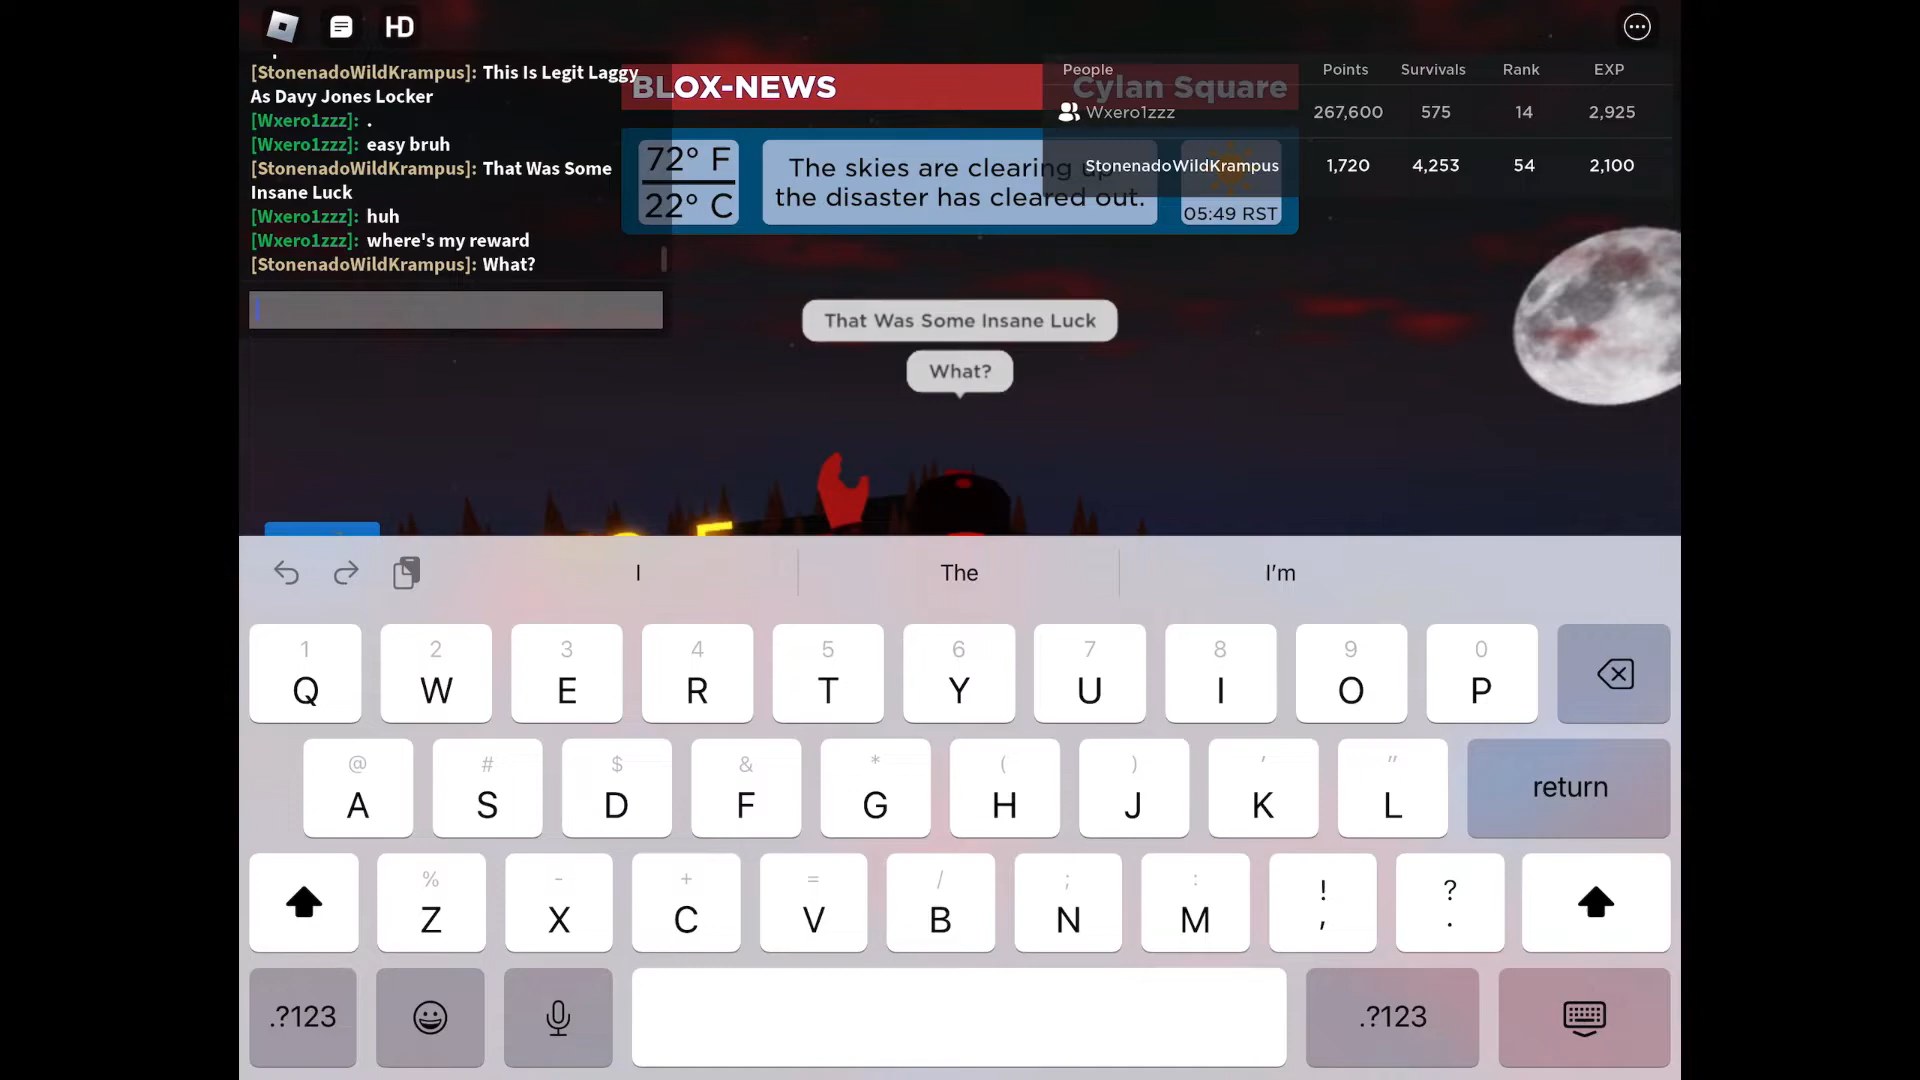 HD
[StonenadoWildKrampus]: This Is Legit Laggy
As Davy Jones Locker
[Wxero1zzz]: .
[Wxero1zzz]: easy bruh
[StonenadoWildKrampus]: That Was Some
Insane Luck
[Wxero1zzz]: huh
[Wxero1zzz]: where's my reward
[StonenadoWildKrampus]: What?
BLOX-NEWS
Cylan Square
72° F
22° C
The skies are clearing up
the disaster has cleared out.
05:49 RST
People Points Survivals Rank EXP
Wxero1zzz 267,600 575 14 2,925
StonenadoWildKrampus 1,720 4,253 54 2,100
That Was Some Insane Luck
What?
I The I'm
1 2 3 4 5 6 7 8 9 0
Q W E R T Y U I O P
@ # $ & * ( ) ' "
A S D F G H J K L return
% - + = / ; : ! ?
Z X C V B N M , .
.?123 .?123